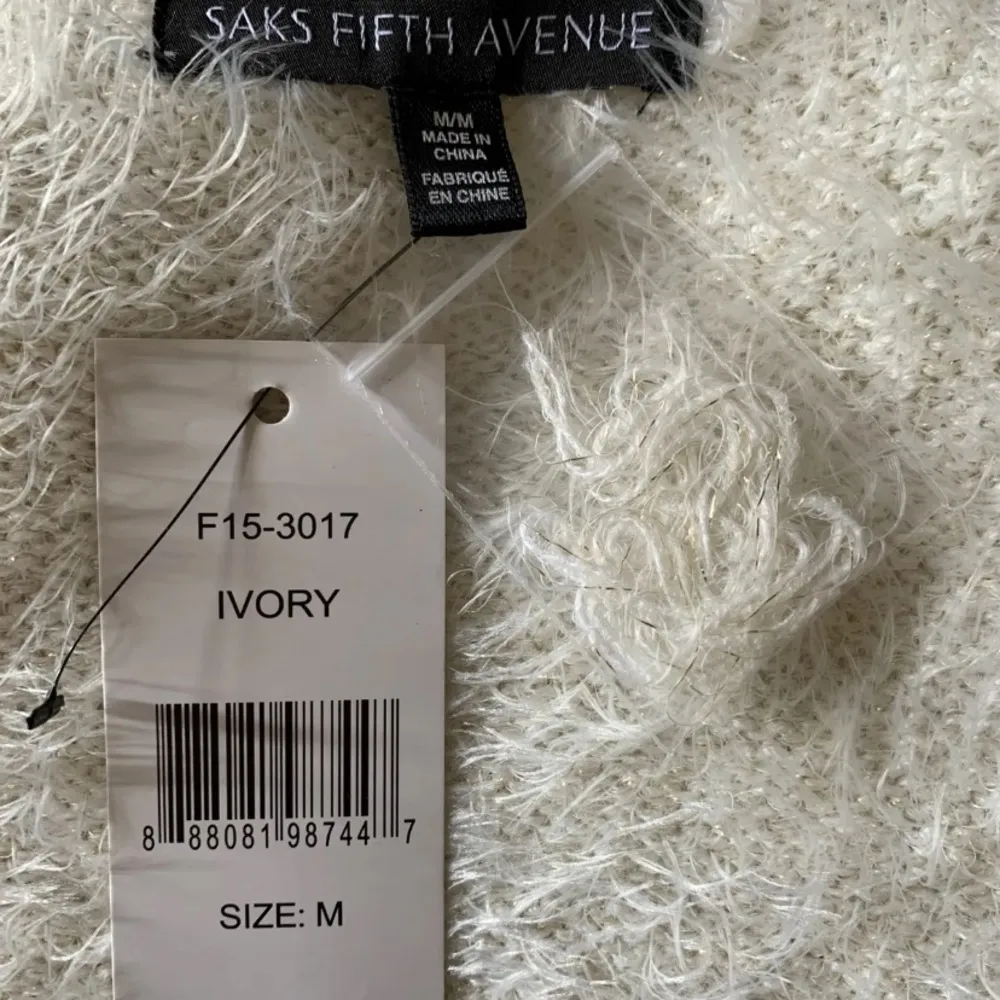 SAKS FIFTH AVENUE
M/M
MADE IN
CHINA
FABRIQUÉ
EN CHINE
F15-3017
IVORY
8 88081 98744 7
SIZE: M